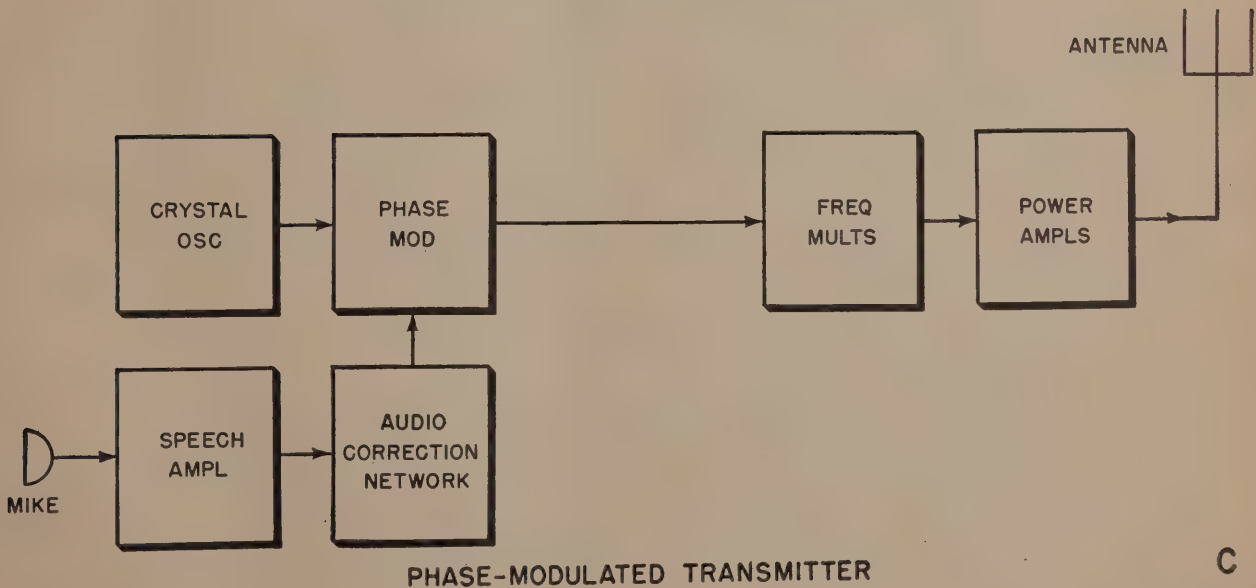 ANTENNA
CRYSTAL
OSC
PHASE
MOD
FREQ
MULTS
POWER
AMPLS
MIKE
SPEECH
AMPL
AUDIO
CORRECTION
NETWORK
PHASE-MODULATED TRANSMITTER
C